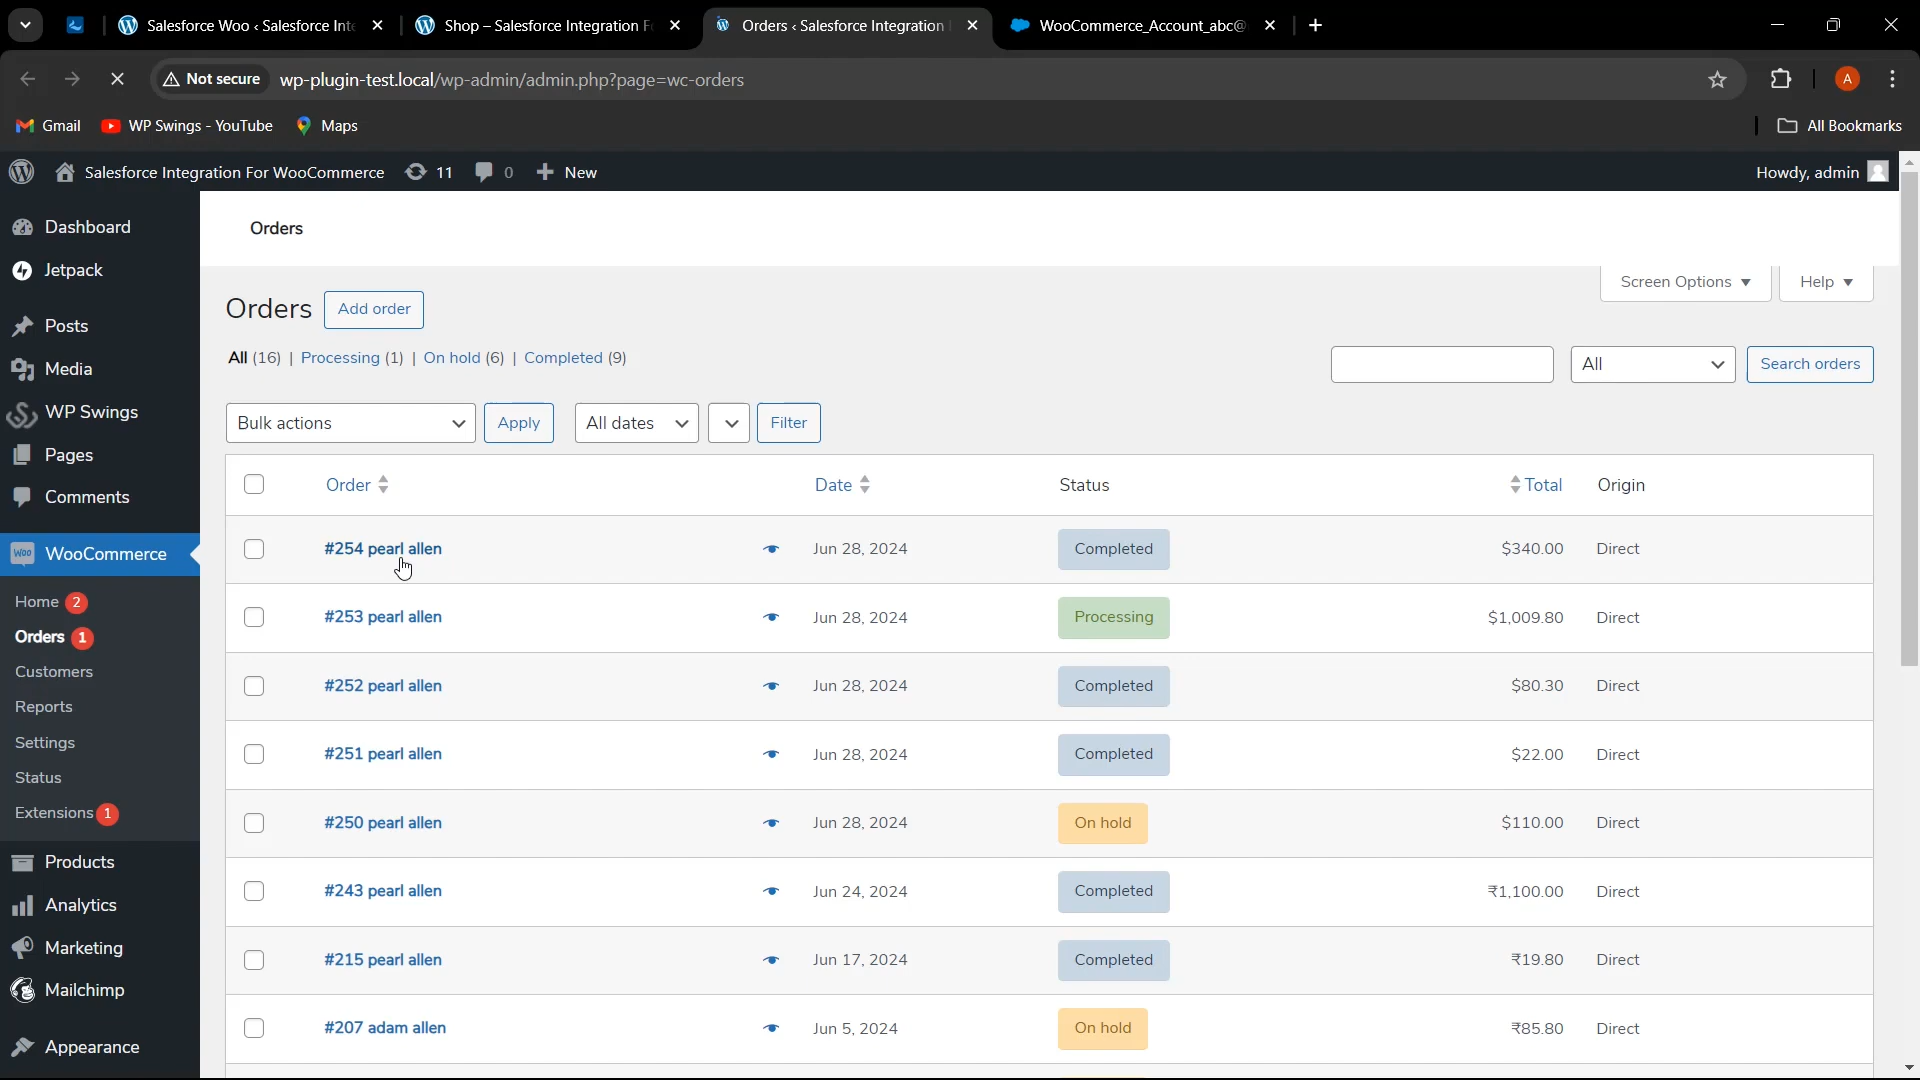 Salesforce Woo ‹ Salesforce Inte
Shop – Salesforce Integration F
Orders ‹ Salesforce Integration
WooCommerce_Account_abc@
Not secure
wp-plugin-test.local/wp-admin/admin.php?page=wc-orders
A
Gmail
WP Swings - YouTube
Maps
All Bookmarks
Salesforce Integration For WooCommerce
11
0
New
Howdy, admin
Dashboard
Jetpack
Posts
Media
WP Swings
Pages
Comments
WooCommerce
Home 2
Orders 1
Customers
Reports
Settings
Status
Extensions 1
Products
Analytics
Marketing
Mailchimp
Appearance
Orders
Screen Options
Help
Orders
Add order
All (16) | Processing (1) | On hold (6) | Completed (9)
All
Search orders
Bulk actions
Apply
All dates
Filter
Order Date Status Total Origin
#254 pearl allen Jun 28, 2024 Completed $340.00 Direct
#253 pearl allen Jun 28, 2024 Processing $1,009.80 Direct
#252 pearl allen Jun 28, 2024 Completed $80.30 Direct
#251 pearl allen Jun 28, 2024 Completed $22.00 Direct
#250 pearl allen Jun 28, 2024 On hold $110.00 Direct
#243 pearl allen Jun 24, 2024 Completed ₹1,100.00 Direct
#215 pearl allen Jun 17, 2024 Completed ₹19.80 Direct
#207 adam allen Jun 5, 2024 On hold ₹85.80 Direct